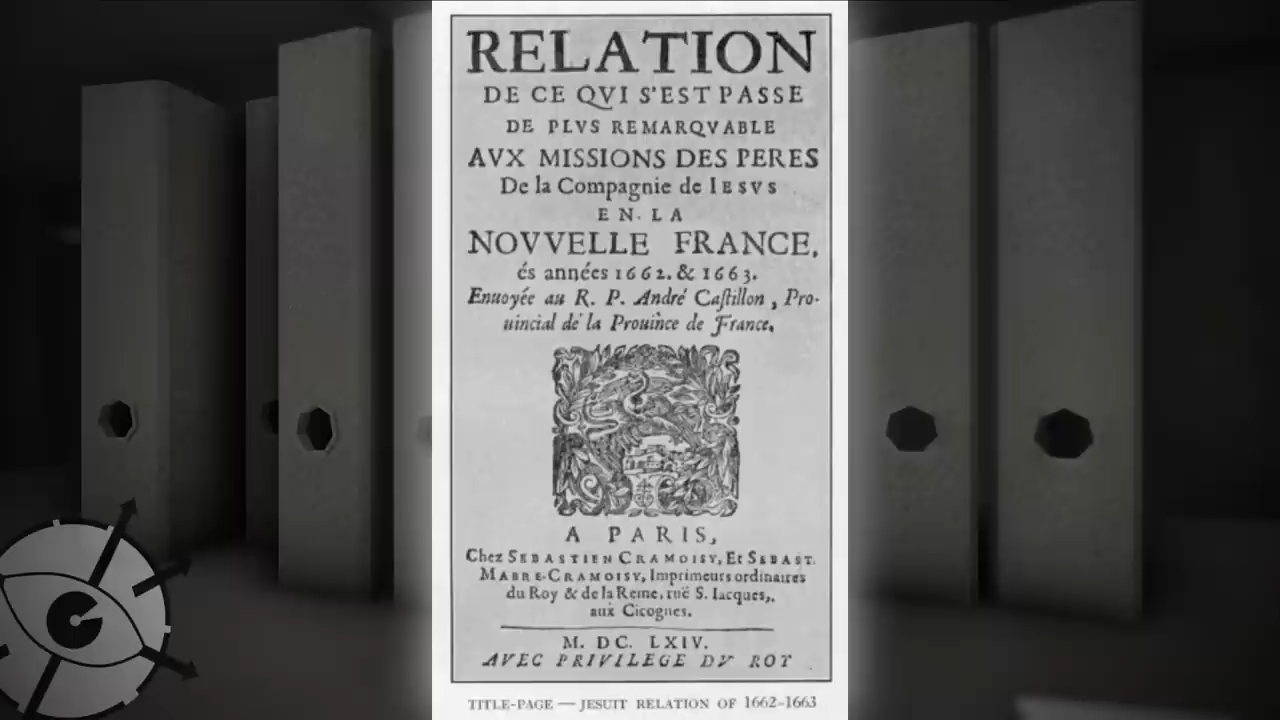 RELATION
DE CE QVI S'EST PASSE
DE PLVS REMARQVABLE
AVX MISSIONS DES PERES
De la Compagnie de IESVS
EN LA
NOVVELLE FRANCE,
és années 1662. & 1663.
Enuoyée au R. P. André Caſtillon, Pro-
uincial de la Prouince de France.
A PARIS,
Chez SEBASTIEN CRAMOISY, Et SEBAST.
MABRE-CRAMOISY, Imprimeurs ordinaires
du Roy & de la Reine, ruë S. Iacques,
aux Cicognes.
M. DC. LXIV.
AVEC PRIVILEGE DV ROY
TITLE-PAGE — JESUIT RELATION OF 1662-1663